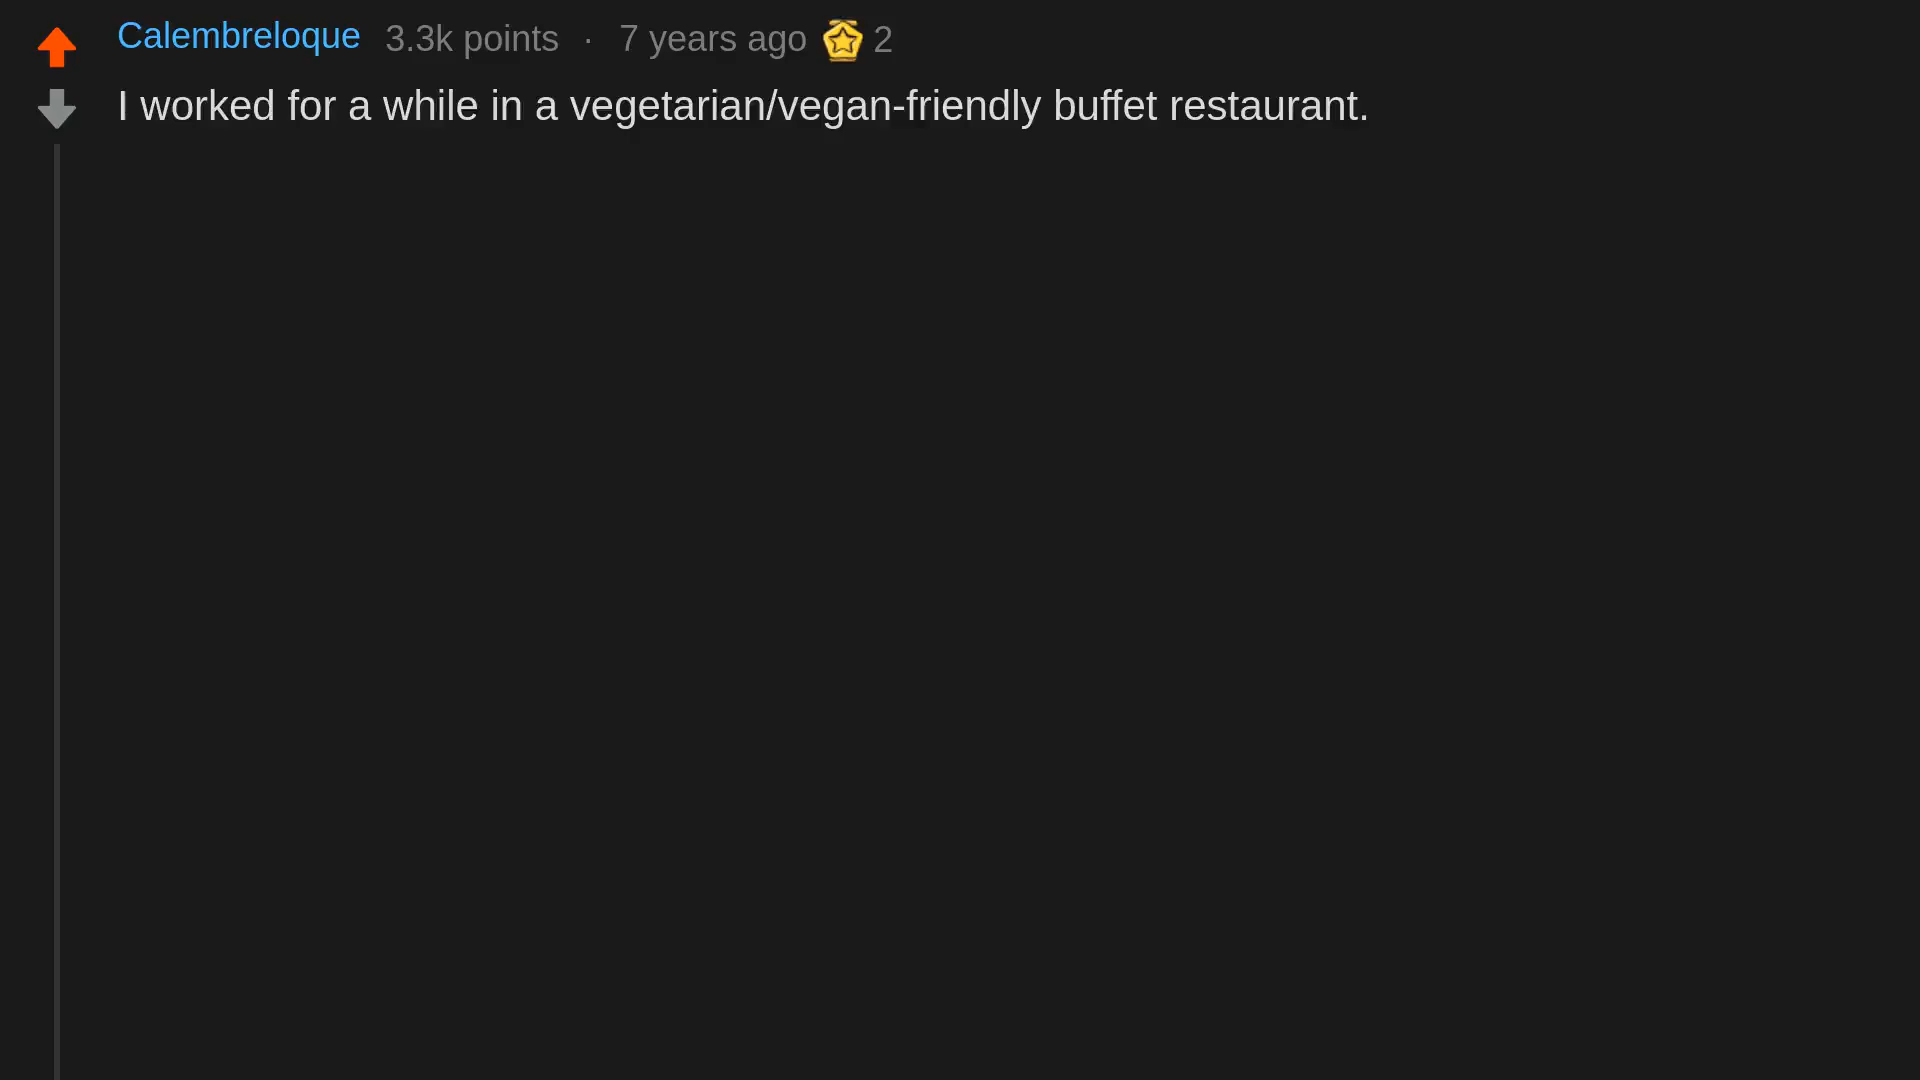 Calembreloque 3.3k points · 7 years ago 2
I worked for a while in a vegetarian/vegan-friendly buffet restaurant.